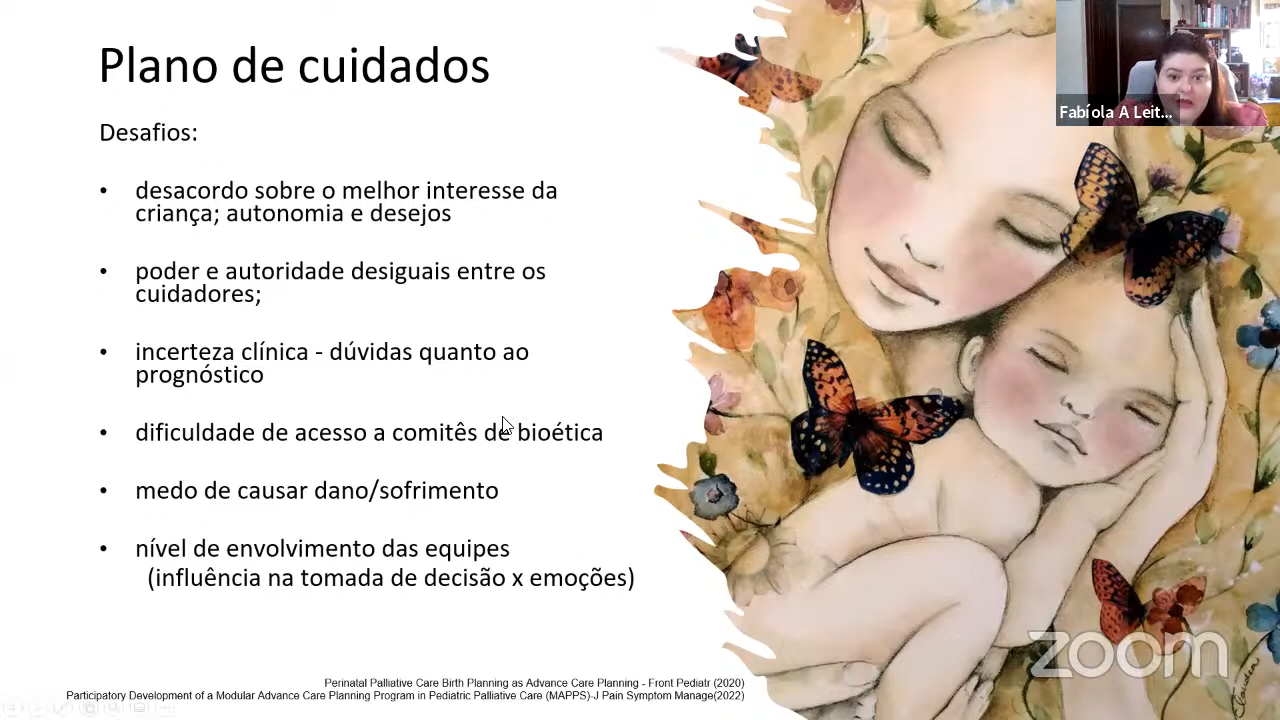 Plano de cuidados
Fabíola A Leit...
Desafios:
• desacordo sobre o melhor interesse da
criança; autonomia e desejos
• poder e autoridade desiguais entre os
cuidadores;
• incerteza clínica - dúvidas quanto ao
prognóstico
• dificuldade de acesso a comitês de bioética
• medo de causar dano/sofrimento
• nível de envolvimento das equipes
(influência na tomada de decisão x emoções)
zoom
Perinatal Palliative Care Birth Planning as Advance Care Planning - Front Pediatr (2020)
Participatory Development of a Modular Advance Care Planning Program in Pediatric Palliative Care (MAPPS)-J Pain Symptom Manage(2022)